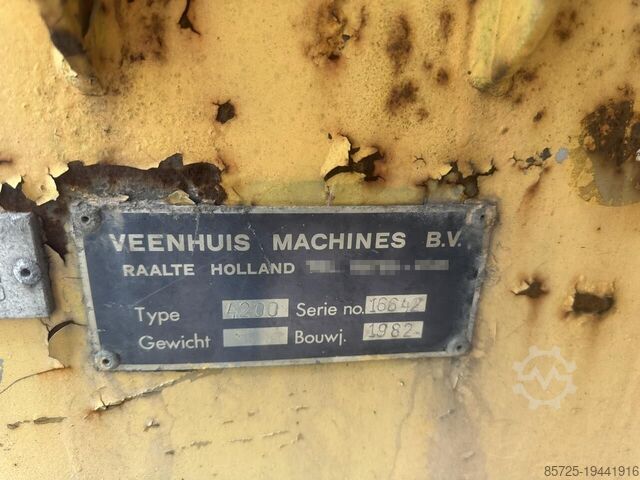 VEENHUIS MACHINES B.V.
RAALTE HOLLAND
Type 4200 Serie no. 16642
Gewicht Bouwj. 1982
85725-19441916